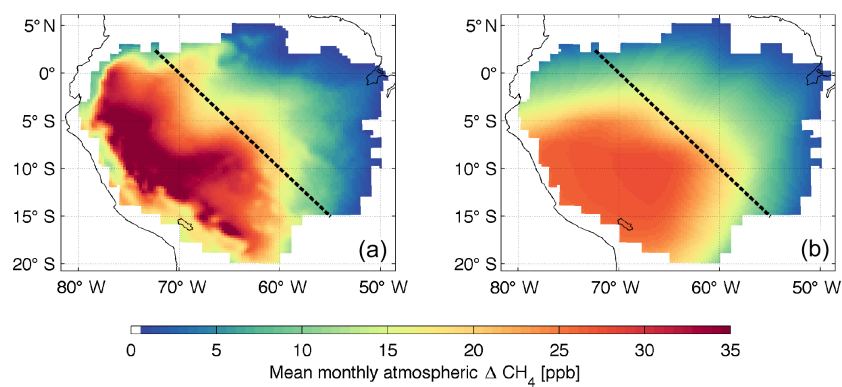 5° N
0°
5° S
10° S
15° S
20° S
(a)
80° W 70° W 60° W 50° W
5° N
0°
5° S
10° S
15° S
20° S
(b)
80° W 70° W 60° W 50° W
0 5 10 15 20 25 30 35
Mean monthly atmospheric Δ CH₄ [ppb]